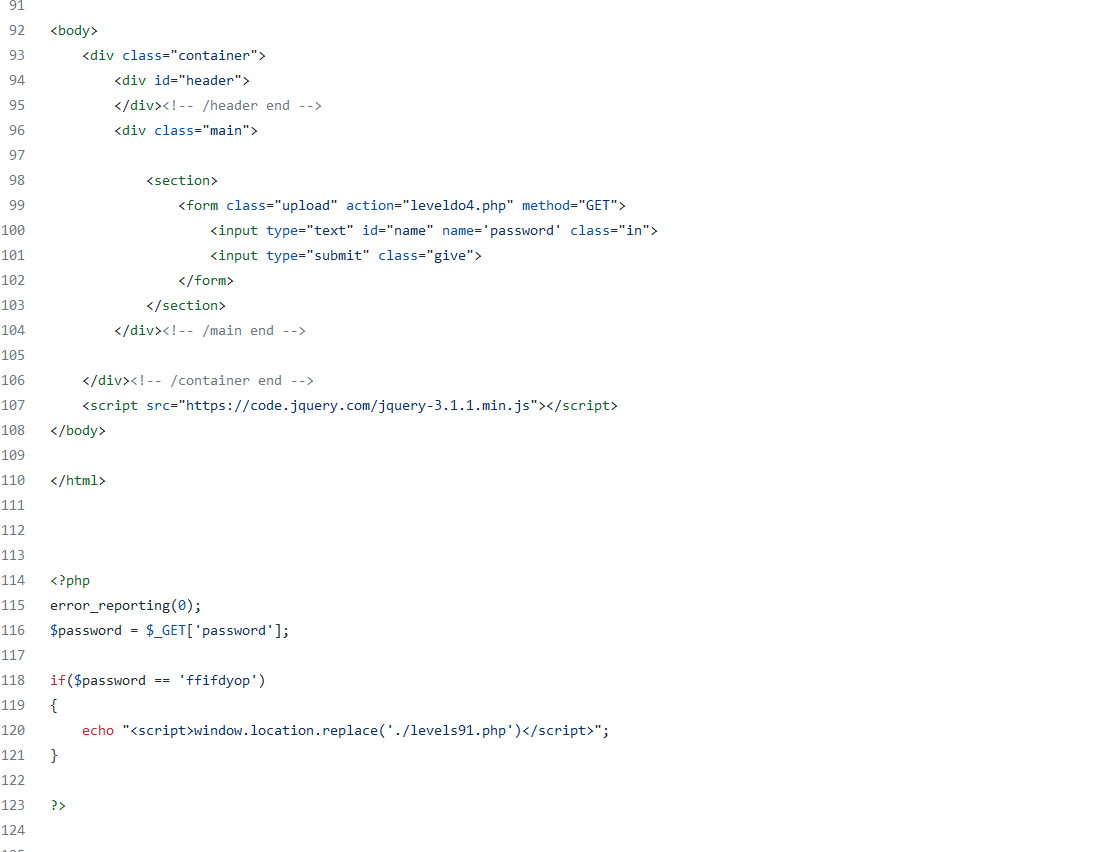 91
92 <body>
93     <div class="container">
94         <div id="header">
95         </div><!-- /header end -->
96         <div class="main">
97
98             <section>
99                 <form class="upload" action="leveldo4.php" method="GET">
100                     <input type="text" id="name" name='password' class="in">
101                     <input type="submit" class="give">
102                 </form>
103             </section>
104         </div><!-- /main end -->
105
106     </div><!-- /container end -->
107     <script src="https://code.jquery.com/jquery-3.1.1.min.js"></script>
108 </body>
109
110 </html>
111
112
113
114 <?php
115 error_reporting(0);
116 $password = $_GET['password'];
117
118 if($password == 'ffifdyop')
119 {
120     echo "<script>window.location.replace('./levels91.php')</script>";
121 }
122
123 ?>
124